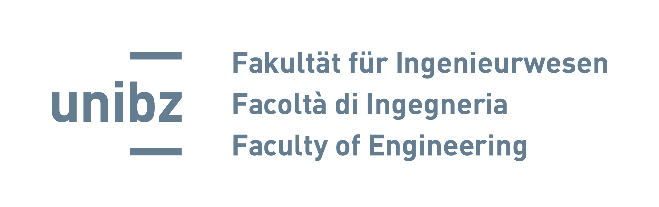 unibz
Fakultät für Ingenieurwesen
Facoltà di Ingegneria
Faculty of Engineering